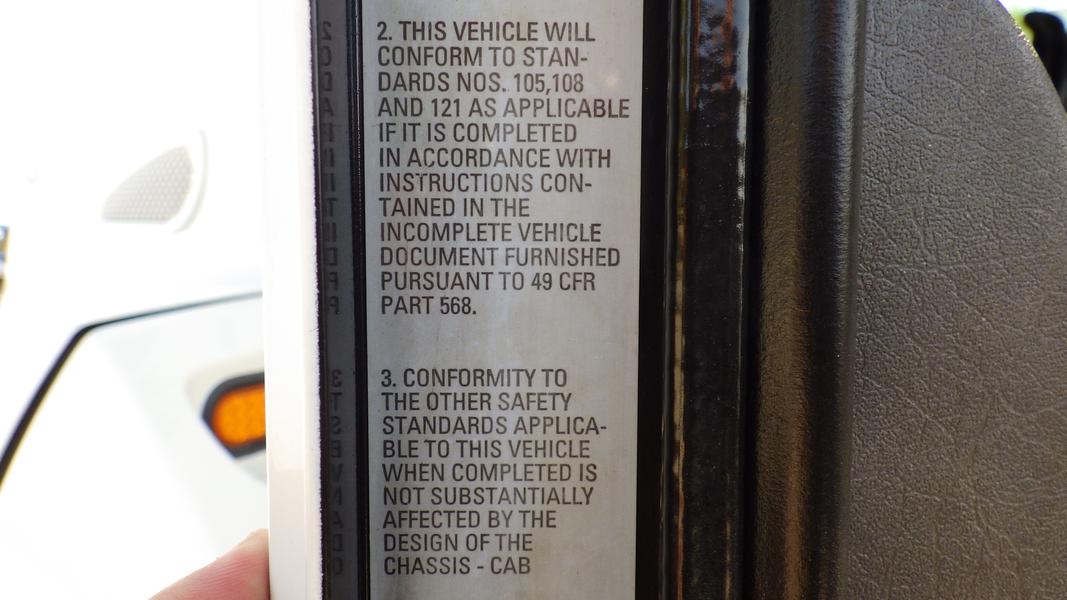 2. THIS VEHICLE WILL
CONFORM TO STAN-
DARDS NOS. 105,108
AND 121 AS APPLICABLE
IF IT IS COMPLETED
IN ACCORDANCE WITH
INSTRUCTIONS CON-
TAINED IN THE
INCOMPLETE VEHICLE
DOCUMENT FURNISHED
PURSUANT TO 49 CFR
PART 568.
3. CONFORMITY TO
THE OTHER SAFETY
STANDARDS APPLICA-
BLE TO THIS VEHICLE
WHEN COMPLETED IS
NOT SUBSTANTIALLY
AFFECTED BY THE
DESIGN OF THE
CHASSIS - CAB